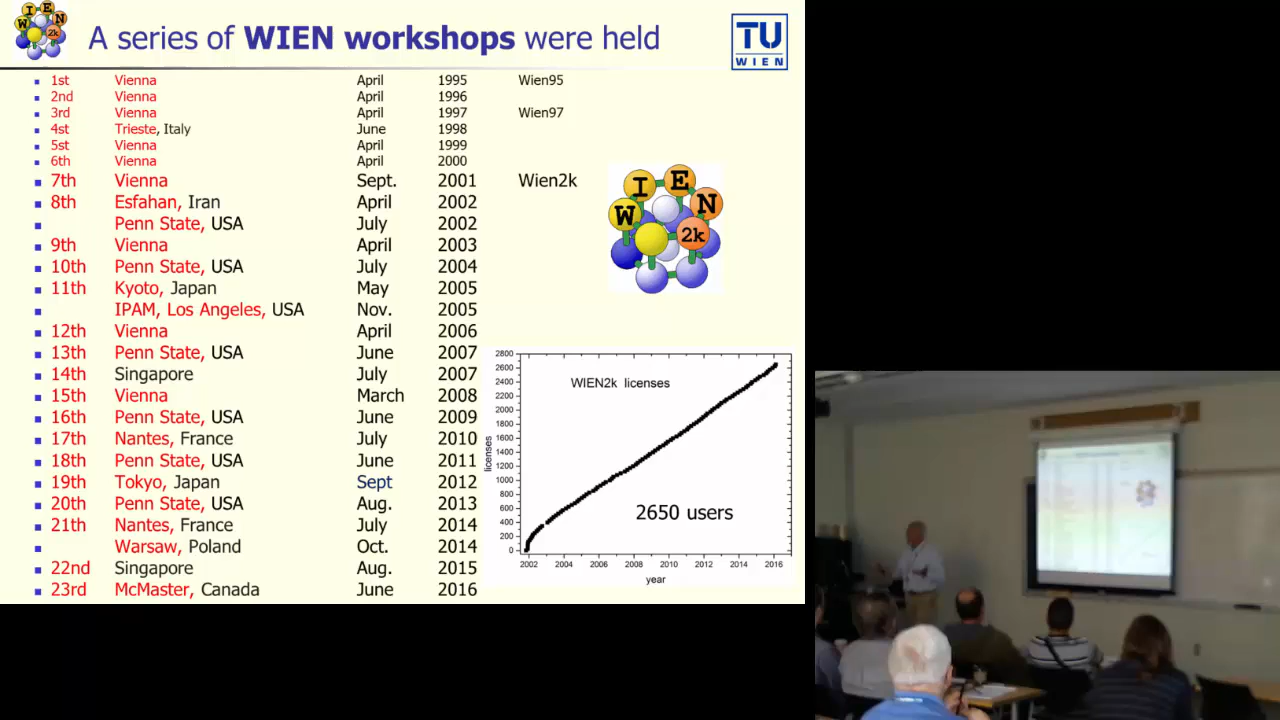 A series of WIEN workshops were held
TU
WIEN
1st Vienna April 1995 Wien95
2nd Vienna April 1996
3rd Vienna April 1997 Wien97
4st Trieste, Italy June 1998
5st Vienna April 1999
6th Vienna April 2000
7th Vienna Sept. 2001 Wien2k
8th Esfahan, Iran April 2002
Penn State, USA July 2002
9th Vienna April 2003
10th Penn State, USA July 2004
11th Kyoto, Japan May 2005
IPAM, Los Angeles, USA Nov. 2005
12th Vienna April 2006
13th Penn State, USA June 2007
14th Singapore July 2007
15th Vienna March 2008
16th Penn State, USA June 2009
17th Nantes, France July 2010
18th Penn State, USA June 2011
19th Tokyo, Japan Sept 2012
20th Penn State, USA Aug. 2013
21th Nantes, France July 2014
Warsaw, Poland Oct. 2014
22nd Singapore Aug. 2015
23rd McMaster, Canada June 2016
W I E N 2k
W I E N 2k
WIEN2k licenses
2650 users
licenses
2800
2600
2400
2200
2000
1800
1600
1400
1200
1000
800
600
400
200
0
2002 2004 2006 2008 2010 2012 2014 2016
year